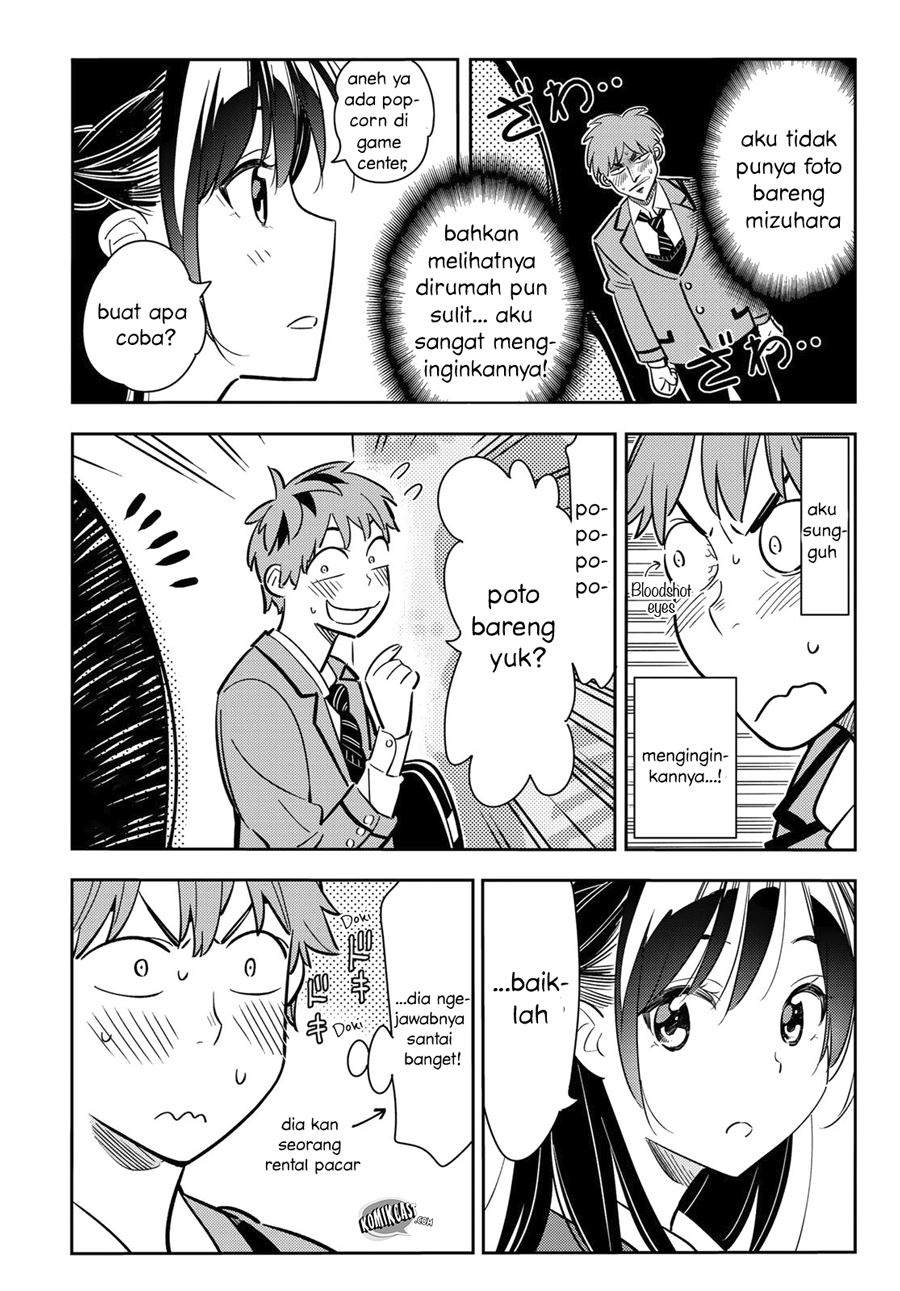 aku tidak
punya foto
bareng
mizuhara
ざわ‥
ざわ‥
bahkan
melihatnya
dirumah pun
sulit... aku
sangat meng-
inginkannya!
aneh ya
ada pop-
corn di
game
center,
buat apa
coba?
aku
sung-
guh
Bloodshot
eyes
mengingin-
kannya...!
po-
po-
po-
po-
poto
bareng
yuk?
...baik-
lah
...dia nge-
jawabnya
santai
banget!
Doki
ドキ
ドキ
Doki
dia kan
seorang
rental pacar
KOMIKCAST
.COM